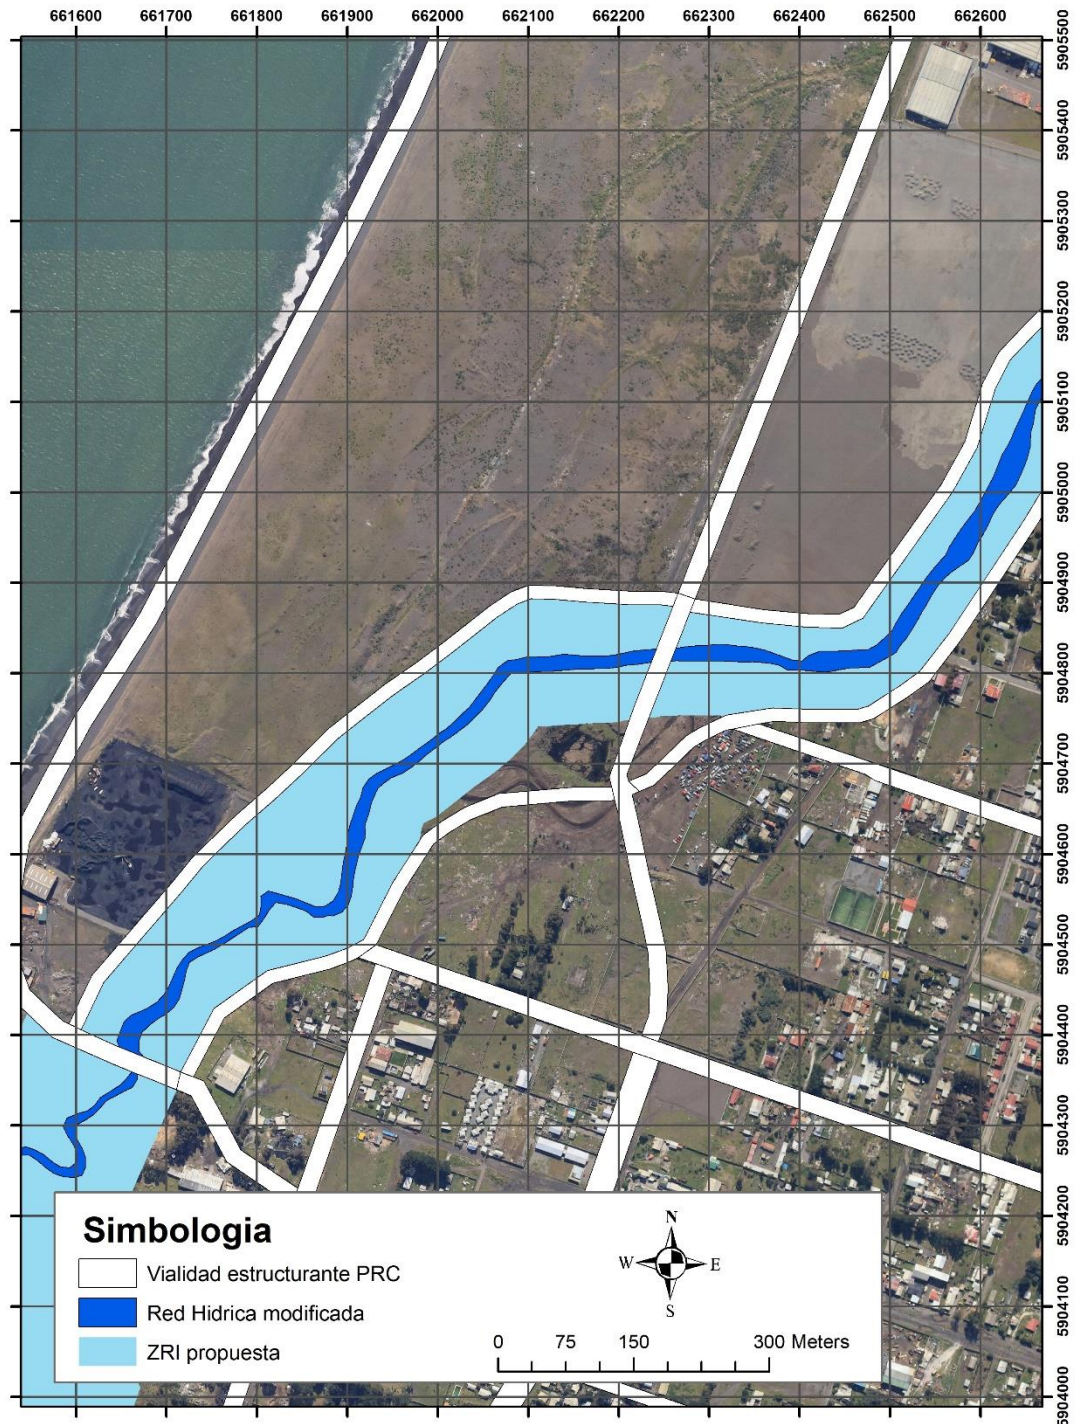 661600 661700 661800 661900 662000 662100 662200 662300 662400 662500 662600
5905500
5905400
5905300
5905200
5905100
5905000
5904900
5904800
5904700
5904600
5904500
5904400
5904300
5904200
5904100
5904000
Simbologia
Vialidad estructurante PRC
Red Hidrica modificada
ZRI propuesta
N
W E
S
0 75 150 300 Meters